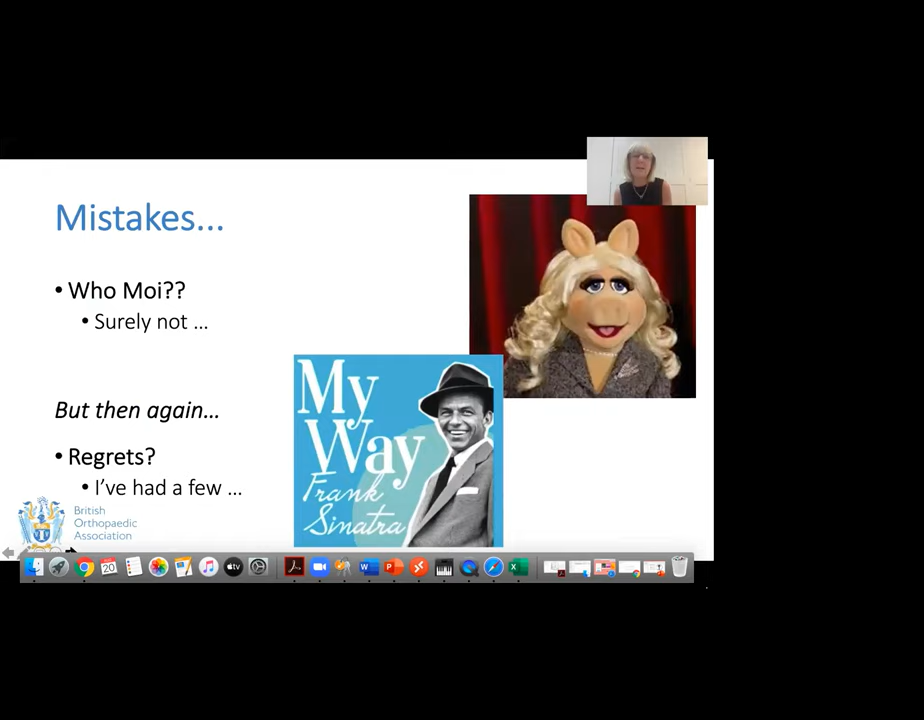 Mistakes...
• Who Moi??
• Surely not ...
But then again...
• Regrets?
• I've had a few ...
My
Way
Frank
Sinatra
British
Orthopaedic
Association
20